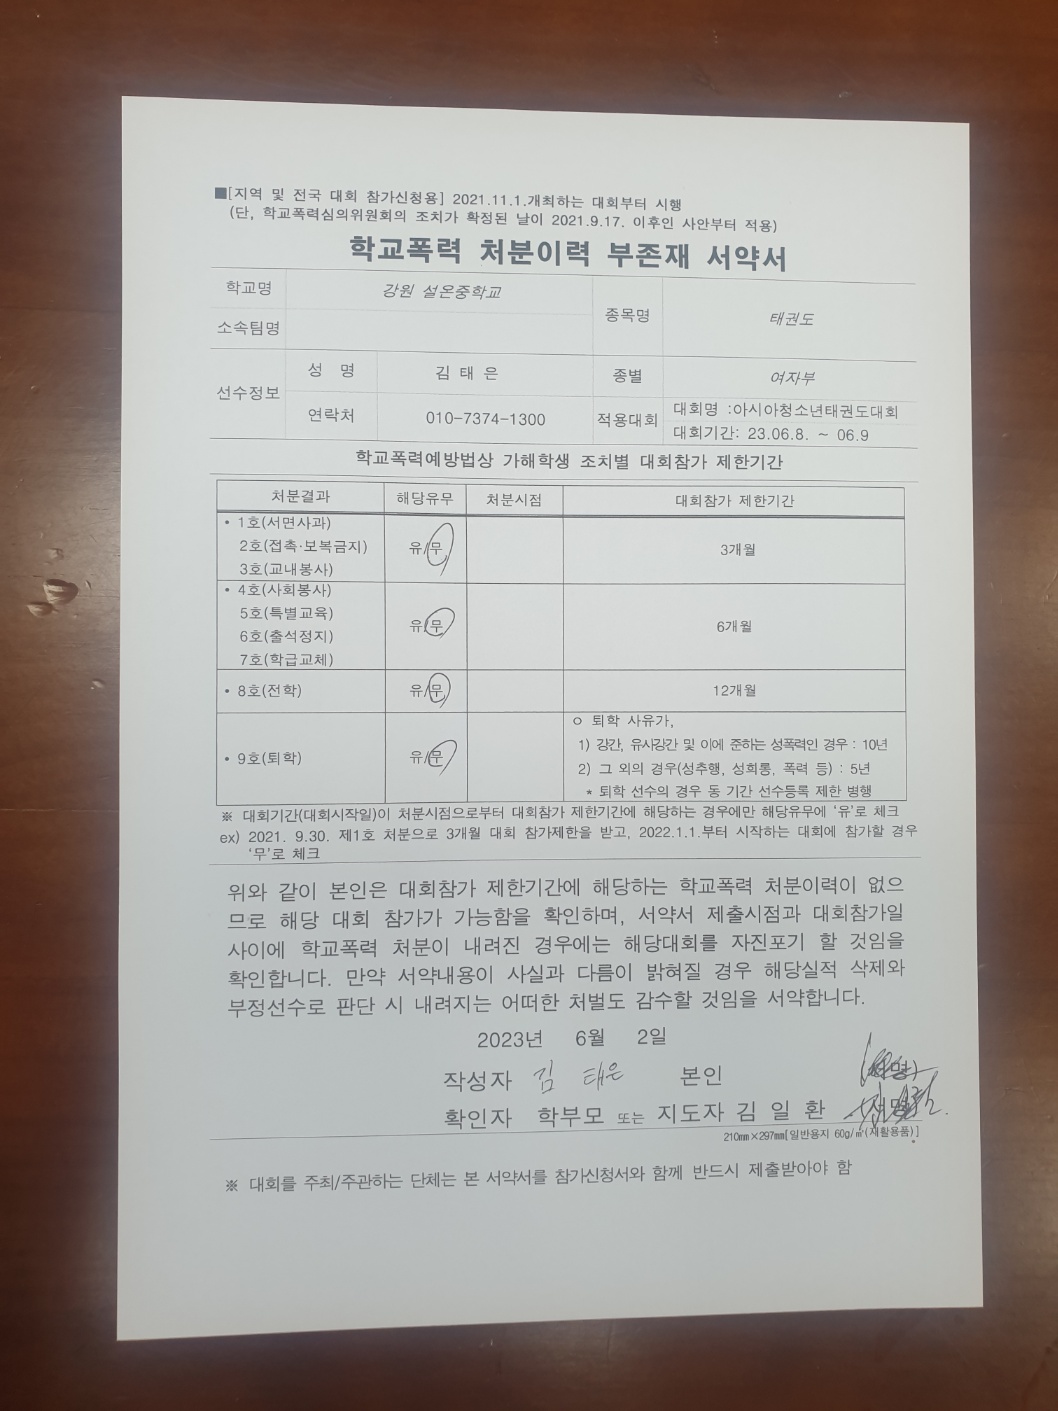 ■[지역 및 전국 대회 참가신청용] 2021.11.1.개최하는 대회부터 시행
(단, 학교폭력심의위원회의 조치가 확정된 날이 2021.9.17. 이후인 사안부터 적용)
학교폭력 처분이력 부존재 서약서
학교명 강원 설온중학교 종목명 태권도
소속팀명
선수정보 성 명 김 태 은 종별 여자부
연락처 010-7374-1300 적용대회 대회명 :아시아청소년태권도대회
대회기간: 23.06.8. ~ 06.9
학교폭력예방법상 가해학생 조치별 대회참가 제한기간
처분결과 해당유무 처분시점 대회참가 제한기간
• 1호(서면사과)
2호(접촉·보복금지) 유/무 3개월
3호(교내봉사)
• 4호(사회봉사)
5호(특별교육) 유/무 6개월
6호(출석정지)
7호(학급교체)
• 8호(전학) 유/무 12개월
• 9호(퇴학) 유/무
ㅇ 퇴학 사유가,
1) 강간, 유사강간 및 이에 준하는 성폭력인 경우 : 10년
2) 그 외의 경우(성추행, 성희롱, 폭력 등) : 5년
* 퇴학 선수의 경우 동 기간 선수등록 제한 병행
※ 대회기간(대회시작일)이 처분시점으로부터 대회참가 제한기간에 해당하는 경우에만 해당유무에 '유'로 체크
ex) 2021. 9.30. 제1호 처분으로 3개월 대회 참가제한을 받고, 2022.1.1.부터 시작하는 대회에 참가할 경우
'무'로 체크
위와 같이 본인은 대회참가 제한기간에 해당하는 학교폭력 처분이력이 없으
므로 해당 대회 참가가 가능함을 확인하며, 서약서 제출시점과 대회참가일
사이에 학교폭력 처분이 내려진 경우에는 해당대회를 자진포기 할 것임을
확인합니다. 만약 서약내용이 사실과 다름이 밝혀질 경우 해당실적 삭제와
부정선수로 판단 시 내려지는 어떠한 처벌도 감수할 것임을 서약합니다.
2023년 6월 2일
작성자 김 태은 본인 (서명)
확인자 학부모 또는 지도자 김 일 환 (서명)
210㎜×297㎜[일반용지 60g/㎡(재활용품)]
※ 대회를 주최/주관하는 단체는 본 서약서를 참가신청서와 함께 반드시 제출받아야 함